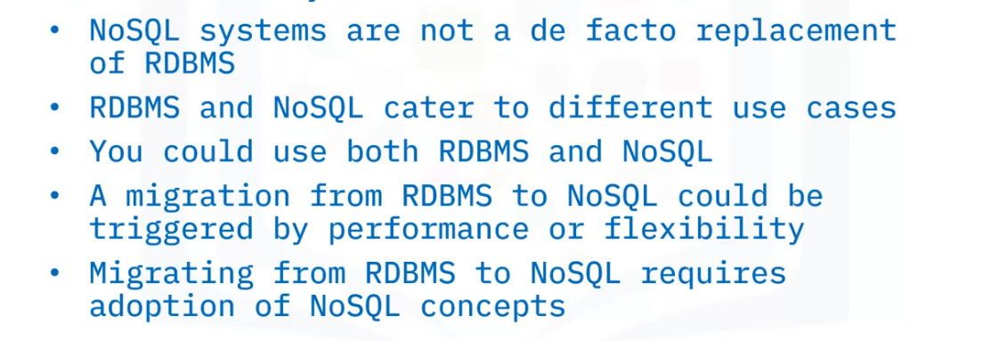 • NoSQL systems are not a de facto replacement
of RDBMS
• RDBMS and NoSQL cater to different use cases
• You could use both RDBMS and NoSQL
• A migration from RDBMS to NoSQL could be
triggered by performance or flexibility
• Migrating from RDBMS to NoSQL requires
adoption of NoSQL concepts